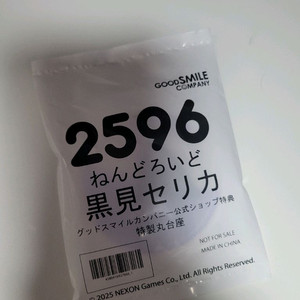 GOODSMILE
COMPANY
2596
ねんどろいど
黒見セリカ
グッドスマイルカンパニー公式ショップ特典
特製丸台座
NOT FOR SALE
MADE IN CHINA
© 2025 NEXON Games Co., Ltd. All Rights Reserved.